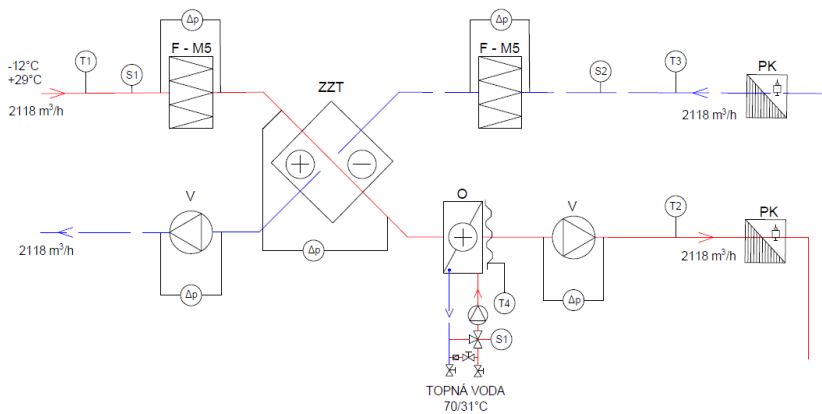 Δp
Δp
F - M5
F - M5
-12°C
+29°C
T1
S1
ZZT
S2
T3
PK
2118 m³/h
2118 m³/h
V
O
V
T2
PK
2118 m³/h
2118 m³/h
Δp
Δp
Δp
T4
S1
TOPNÁ VODA
70/31°C